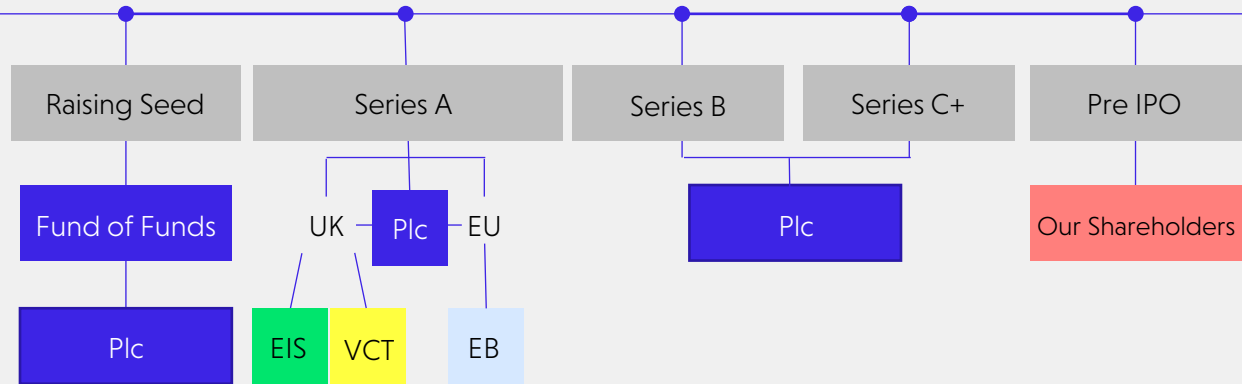 Raising Seed
Series A
Series B
Series C+
Pre IPO
Fund of Funds
UK
Plc
EU
Plc
Our Shareholders
Plc
EIS
VCT
EB